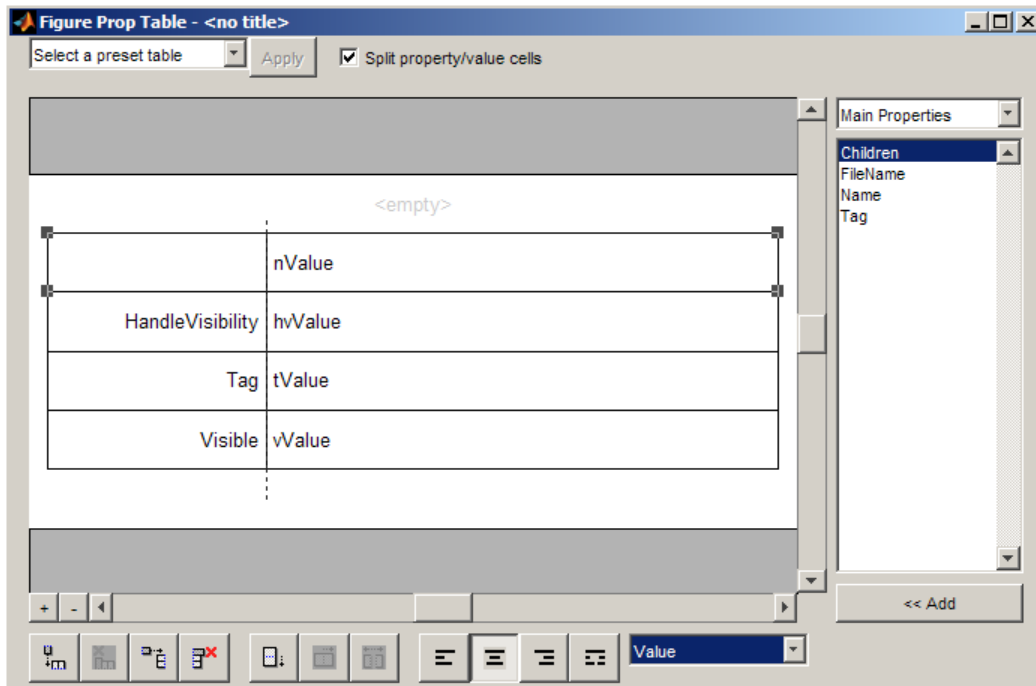 Figure Prop Table - <no title>
Select a preset table
Apply
Split property/value cells
Main Properties
Children
FileName
Name
Tag
<empty>
nValue
HandleVisibility hvValue
Tag tValue
Visible vValue
+ -
<< Add
Value